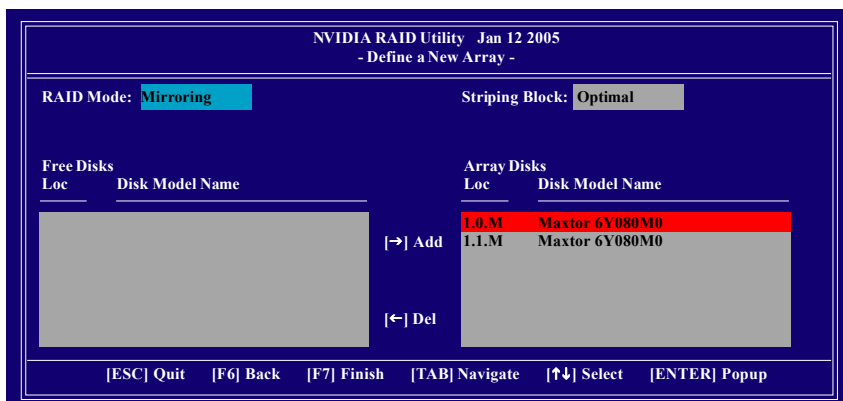 NVIDIA RAID Utility Jan 12 2005
- Define a New Array -
RAID Mode: Mirroring
Striping Block: Optimal
Free Disks
Loc Disk Model Name
Array Disks
Loc Disk Model Name
1.0.M Maxtor 6Y080M0
1.1.M Maxtor 6Y080M0
[→] Add
[←] Del
[ESC] Quit [F6] Back [F7] Finish [TAB] Navigate [↑↓] Select [ENTER] Popup